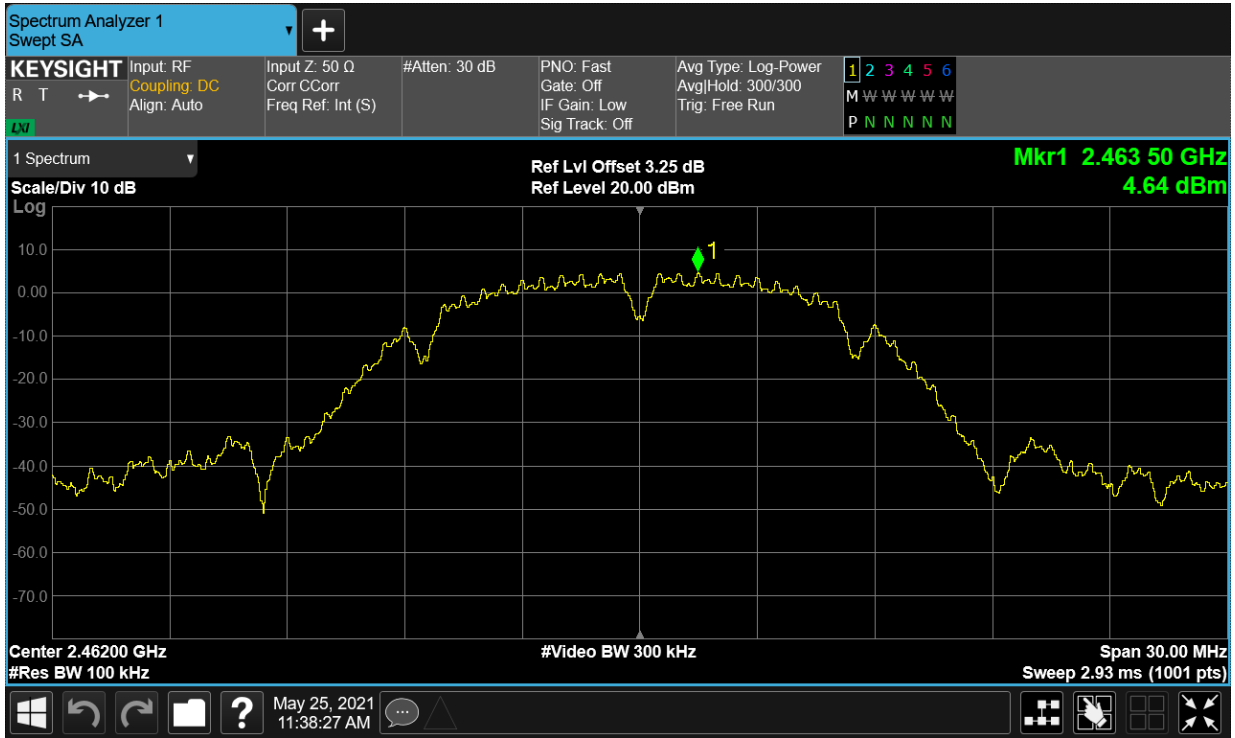 Spectrum Analyzer 1
Swept SA
+
KEYSIGHT
R T
LXI
Input: RF
Coupling: DC
Align: Auto
Input Z: 50 Ω
Corr CCorr
Freq Ref: Int (S)
#Atten: 30 dB
PNO: Fast
Gate: Off
IF Gain: Low
Sig Track: Off
Avg Type: Log-Power
Avg|Hold: 300/300
Trig: Free Run
1 2 3 4 5 6
M W W W W W
P N N N N N
1 Spectrum
Scale/Div 10 dB
Log
Ref Lvl Offset 3.25 dB
Ref Level 20.00 dBm
Mkr1 2.463 50 GHz
4.64 dBm
1
10.0
0.00
-10.0
-20.0
-30.0
-40.0
-50.0
-60.0
-70.0
Center 2.46200 GHz
#Res BW 100 kHz
#Video BW 300 kHz
Span 30.00 MHz
Sweep 2.93 ms (1001 pts)
?
May 25, 2021
11:38:27 AM